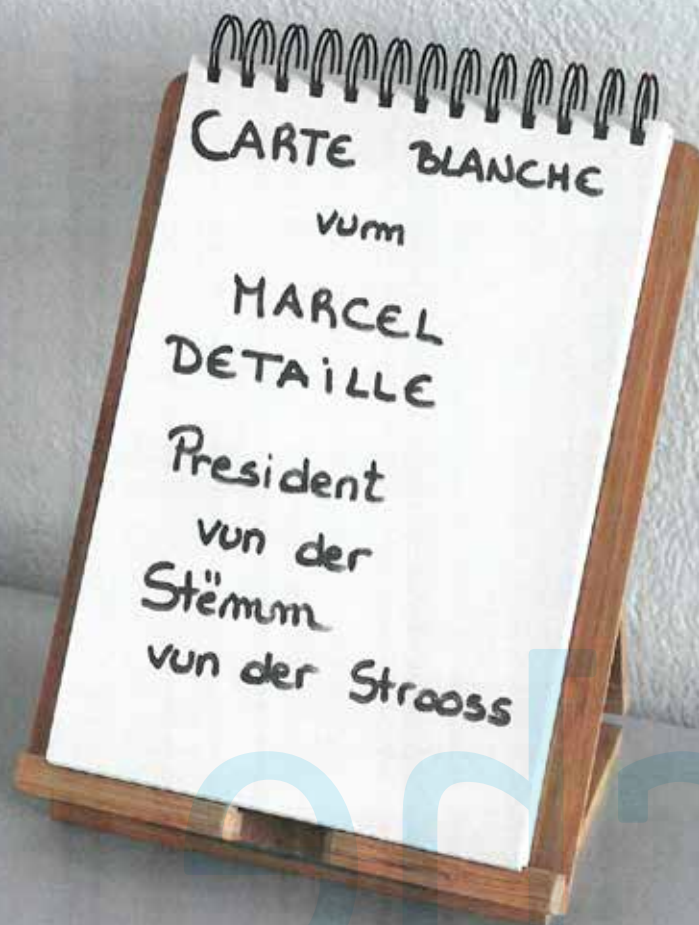 CARTE BLANCHE
vum
MARCEL
DETAILLE
President
vun der
Stëmm
vun der Strooss